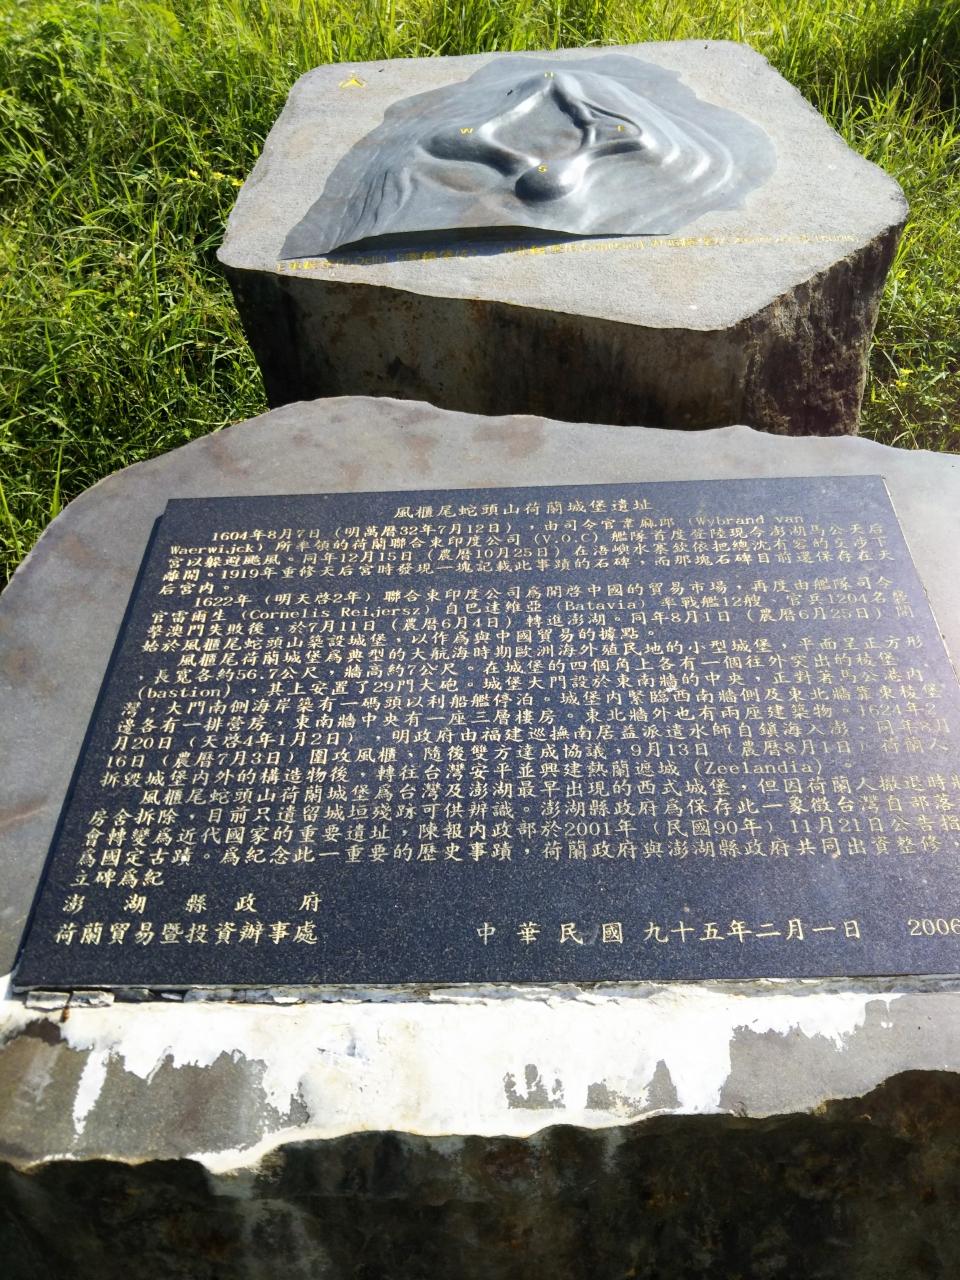 N
W
I
S
風櫃尾蛇頭山荷蘭城堡遺址
1604年8月7日（明萬曆32年7月12日），由司令官韋麻郎（Wybrand van
Waerwijck）所率領的荷蘭聯合東印度公司（V.O.C）艦隊首度登陸現今澎湖馬公天后
宮以躲避颱風。同年12月15日（農曆10月25日）在浯嶼水寨欽依把總沈有容的交涉下
離開。1919年重修天后宮時發現一塊記載此事蹟的石碑，而那塊石碑目前還保存在天
后宮內。
1622年（明天啓2年）聯合東印度公司為開啓中國的貿易市場，再度由艦隊司令
官雷爾生（Cornelis Reijersz）自巴達維亞（Batavia）率戰艦12艘，官兵1204名襲
擊澳門失敗後，於7月11日（農曆6月4日）轉進澎湖。同年8月1日（農曆6月25日）開
始於風櫃尾蛇頭山築設城堡，以作為與中國貿易的據點。
風櫃尾荷蘭城堡為典型的大航海時期歐洲海外殖民地的小型城堡，平面呈正方形
，長寬各約56.7公尺，牆高約7公尺。在城堡的四個角上各有一個往外突出的稜堡
（bastion），其上安置了29門大砲。城堡大門設於東南牆的中央，正對著馬公港內
灣，大門南側海岸築有一碼頭以利船艦停泊。城堡內緊臨西南牆側及東北牆靠東稜堡
邊各有一排營房，東南牆中央有一座三層樓房。東北牆外也有兩座建築物。1624年2
月20日（天啓4年1月2日），明政府由福建巡撫南居益派遣水師自鎮海入澎，同年8月
16日（農曆7月3日）圍攻風櫃，隨後雙方達成協議，9月13日（農曆8月1日）荷蘭人
拆毀城堡內外的構造物後，轉往台灣安平並興建熱蘭遮城（Zeelandia）。
風櫃尾蛇頭山荷蘭城堡為台灣及澎湖最早出現的西式城堡，但因荷蘭人撤退時將
房舍拆除，目前只遺留城垣殘跡可供辨識。澎湖縣政府為保存此一象徵台灣自部落
會轉變為近代國家的重要遺址，陳報內政部於2001年（民國90年）11月21日公告指
為國定古蹟。為紀念此一重要的歷史事蹟，荷蘭政府與澎湖縣政府共同出資整修，
立碑為紀
澎湖縣政府
荷蘭貿易暨投資辦事處
中華民國 九十五年二月一日 2006